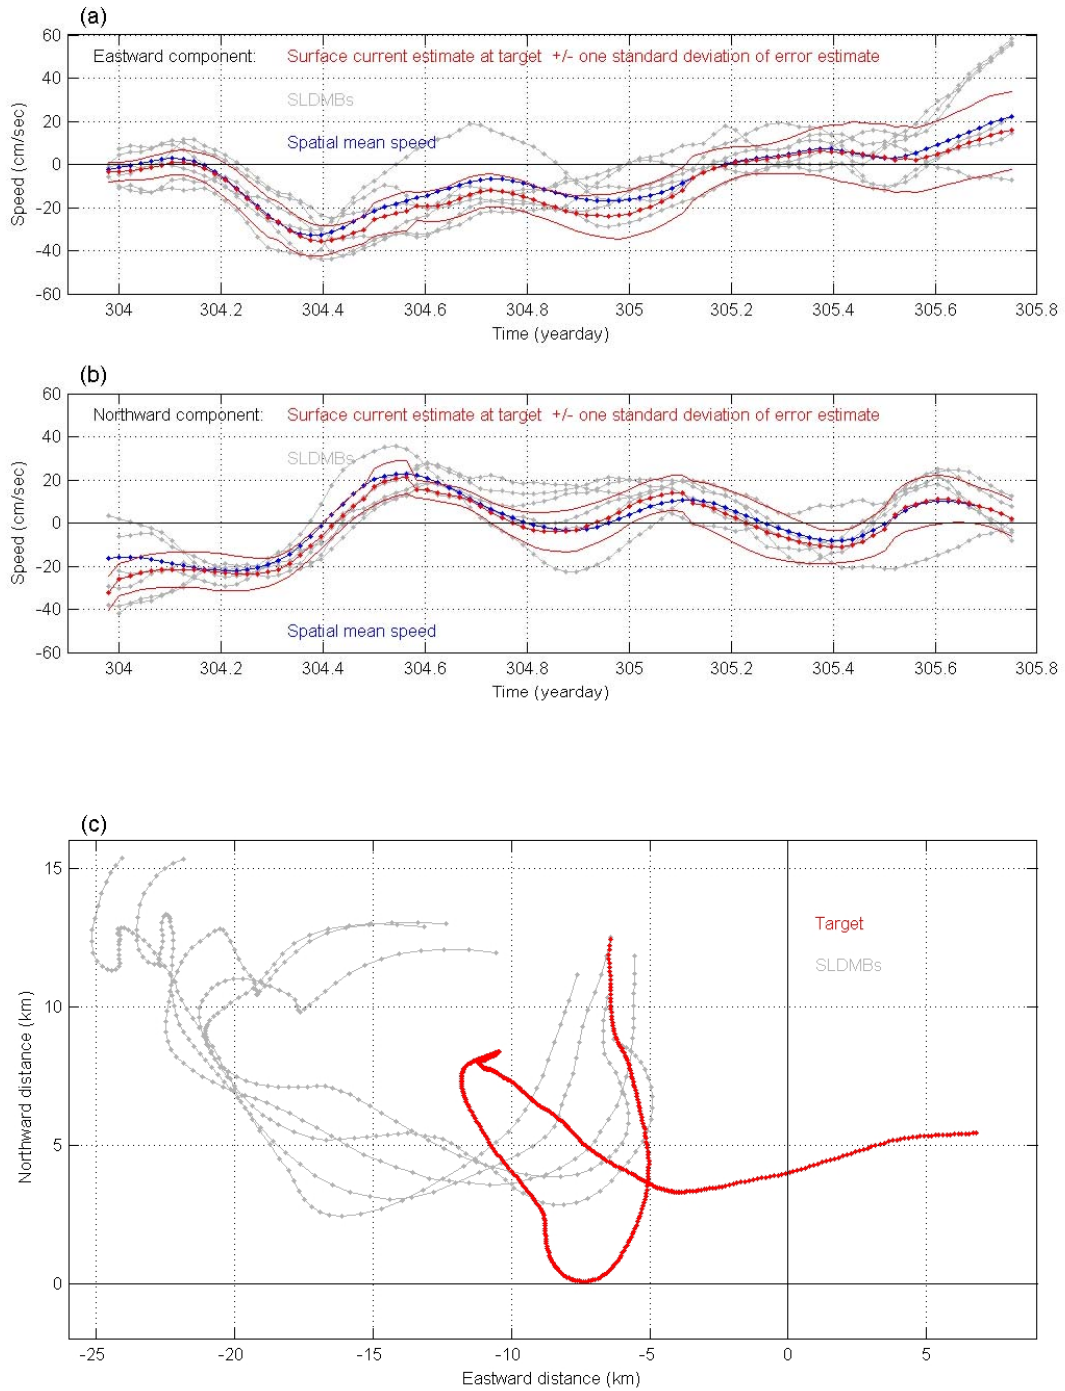 (a)
60
40
20
0
-20
-40
-60
Speed (cm/sec)
Eastward component: Surface current estimate at target +/- one standard deviation of error estimate
SLDMBs
Spatial mean speed
304 304.2 304.4 304.6 304.8 305 305.2 305.4 305.6 305.8
Time (yearday)
(b)
60
40
20
0
-20
-40
-60
Speed (cm/sec)
Northward component: Surface current estimate at target +/- one standard deviation of error estimate
SLDMBs
Spatial mean speed
304 304.2 304.4 304.6 304.8 305 305.2 305.4 305.6 305.8
Time (yearday)
(c)
15
10
5
0
Northward distance (km)
Target
SLDMBs
-25 -20 -15 -10 -5 0 5
Eastward distance (km)